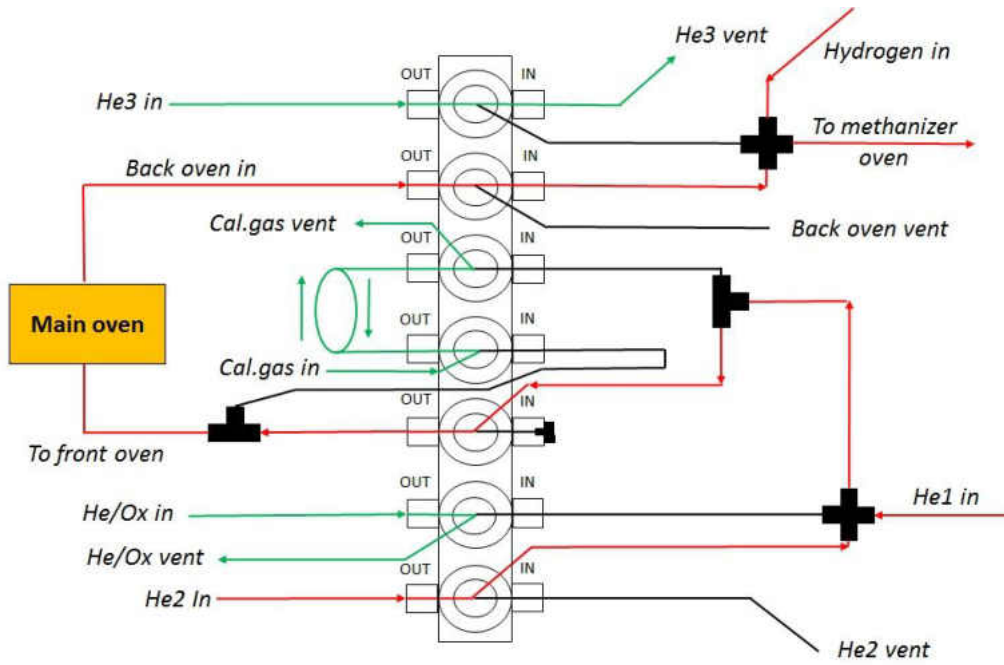 He3 vent
Hydrogen in
OUT
IN
He3 in
To methanizer
oven
OUT
IN
Back oven in
Cal.gas vent
OUT
IN
Back oven vent
Main oven
OUT
IN
Cal.gas in
OUT
IN
To front oven
OUT
IN
He1 in
He/Ox in
He/Ox vent
OUT
IN
He2 In
He2 vent